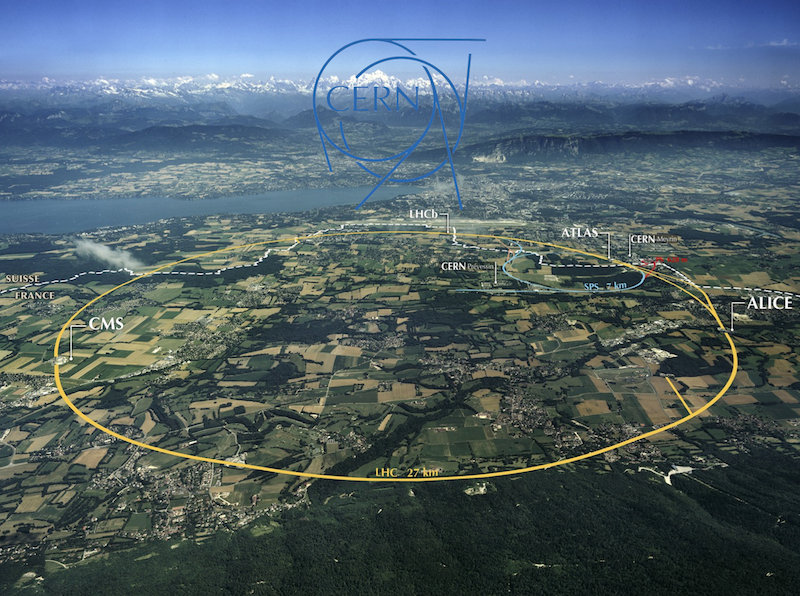 CERN
LHCb
ATLAS
CERN Meyrin
CERN Prévessin
SUISSE
FRANCE
SPS 7 km
ALICE
CMS
LHC 27 km